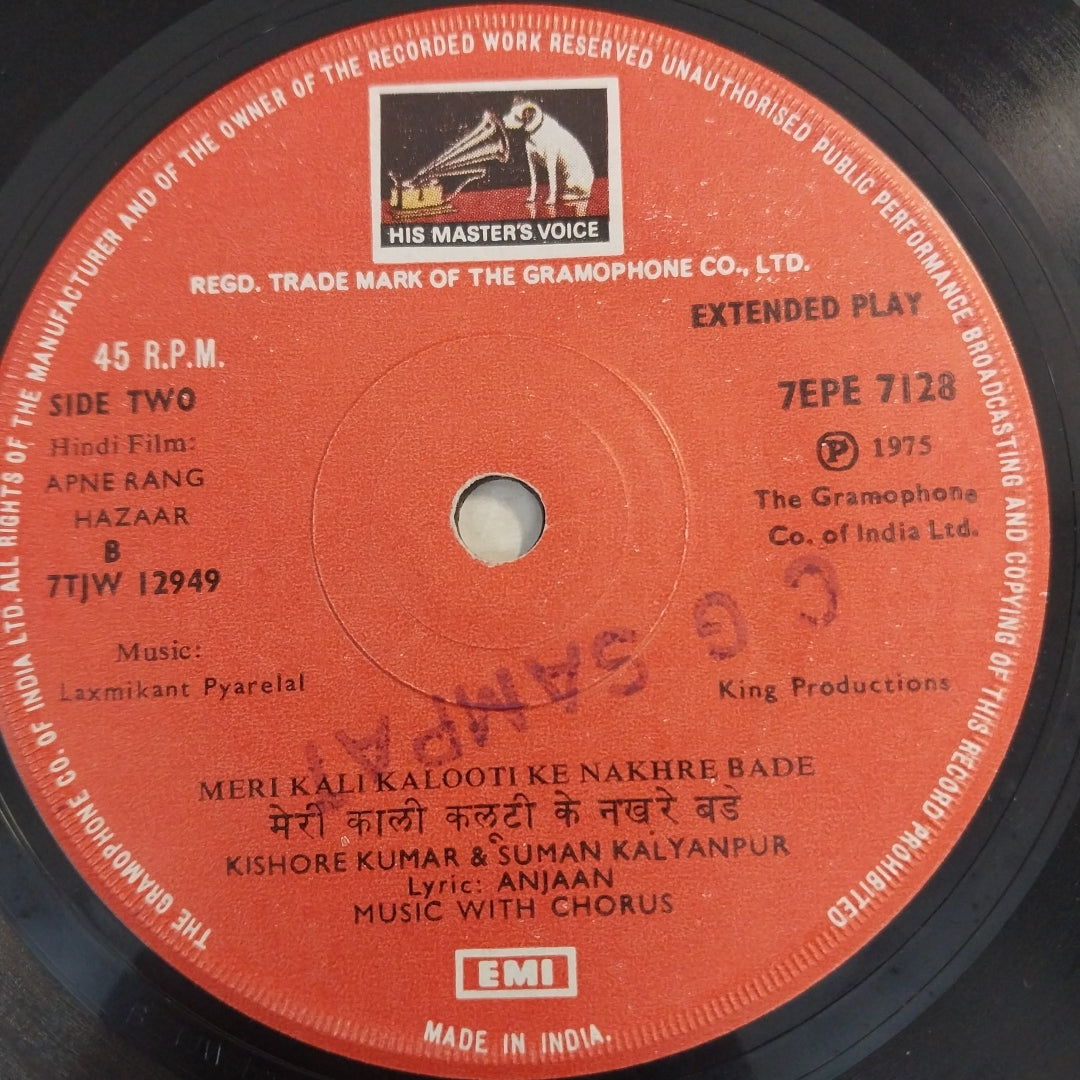 THE GRAMOPHONE CO. OF INDIA LTD. ALL RIGHTS OF THE MANUFACTURER AND OF THE OWNER OF THE RECORDED WORK RESERVED UNAUTHORISED PUBLIC PERFORMANCE BROADCASTING AND COPYING OF THIS RECORD PROHIBITED
HIS MASTER'S VOICE
REGD. TRADE MARK OF THE GRAMOPHONE CO., LTD.
EXTENDED PLAY
45 R.P.M.
SIDE TWO
Hindi Film:
APNE RANG
HAZAAR
B
7TJW 12949
7EPE 7128
Ⓟ 1975
The Gramophone
Co. of India Ltd.
C G SAMPAT
Music:
Laxmikant Pyarelal
King Productions
MERI KALI KALOOTI KE NAKHRE BADE
मेरी काली कलूटी के नखरे बडे
KISHORE KUMAR & SUMAN KALYANPUR
Lyric: ANJAAN
MUSIC WITH CHORUS
EMI
MADE IN INDIA.